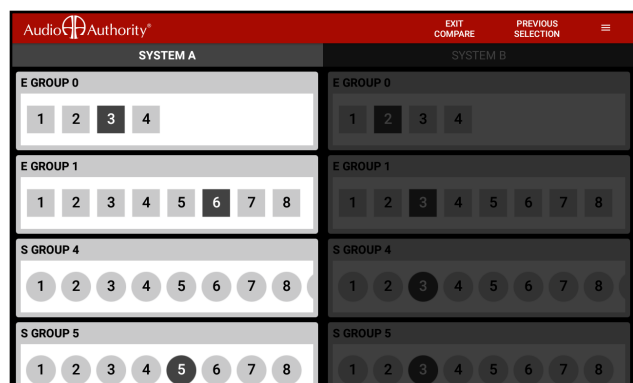 Audio Authority®
EXIT COMPARE
PREVIOUS SELECTION
SYSTEM A
E GROUP 0
1 2 3 4
E GROUP 1
1 2 3 4 5 6 7 8
S GROUP 4
1 2 3 4 5 6 7 8
S GROUP 5
1 2 3 4 5 6 7 8
SYSTEM B
E GROUP 0
1 2 3 4
E GROUP 1
1 2 3 4 5 6 7 8
S GROUP 4
1 2 3 4 5 6 7 8
S GROUP 5
1 2 3 4 5 6 7 8